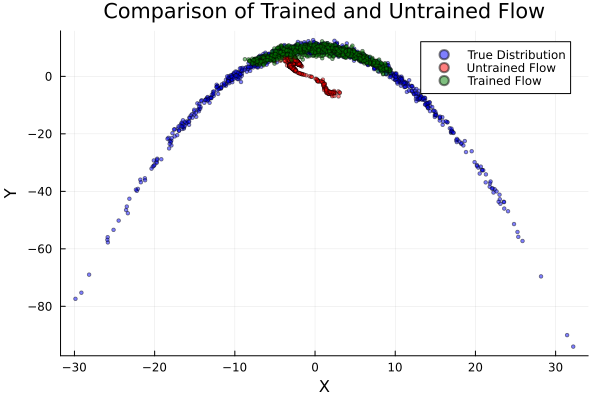 Comparison of Trained and Untrained Flow
True Distribution
Untrained Flow
Trained Flow
0
−20
−40
−60
−80
Y
−30 −20 −10 0 10 20 30
X